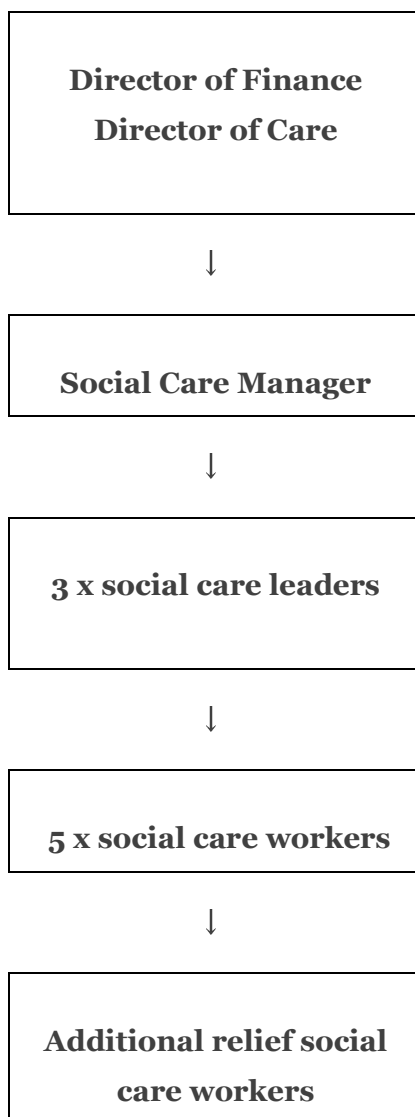 Director of Finance
Director of Care
↓
Social Care Manager
↓
3 x social care leaders
↓
5 x social care workers
↓
Additional relief social
care workers